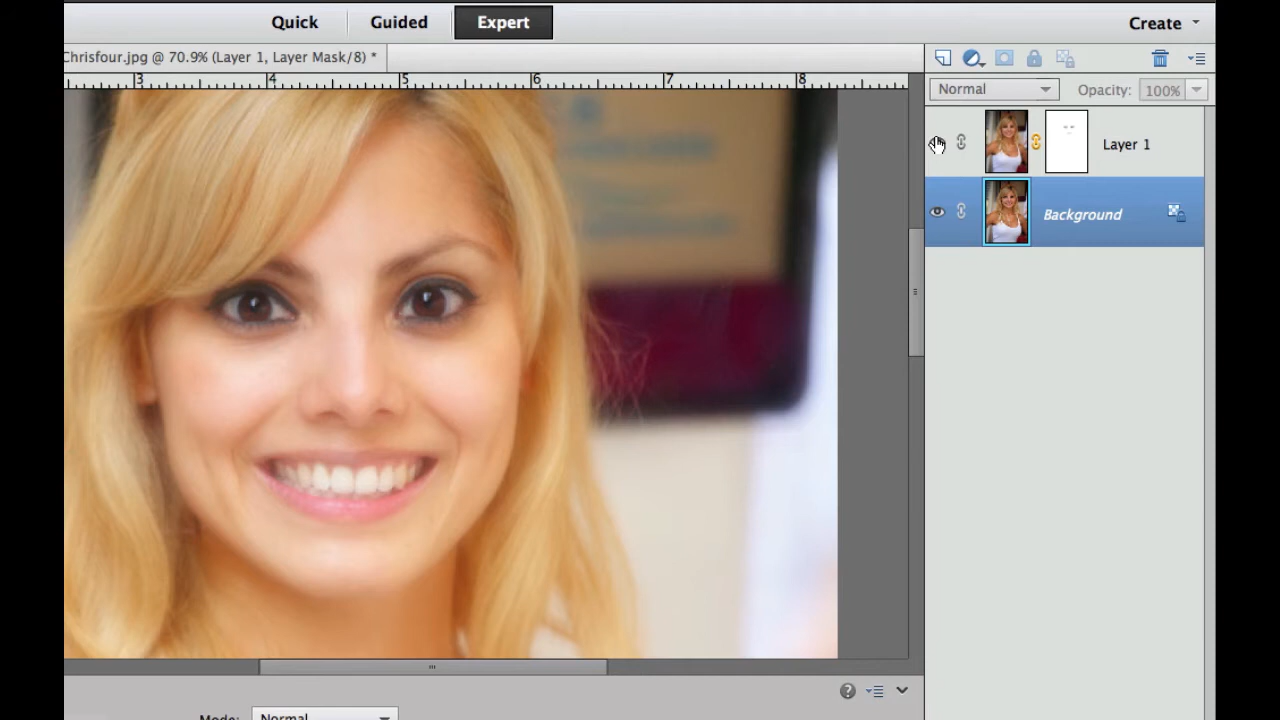 Quick Guided Expert Create
Chrisfour.jpg @ 70.9% (Layer 1, Layer Mask/8) *
3 4 5 6 7 8
Normal Opacity: 100%
Layer 1
Background
Mode: Normal